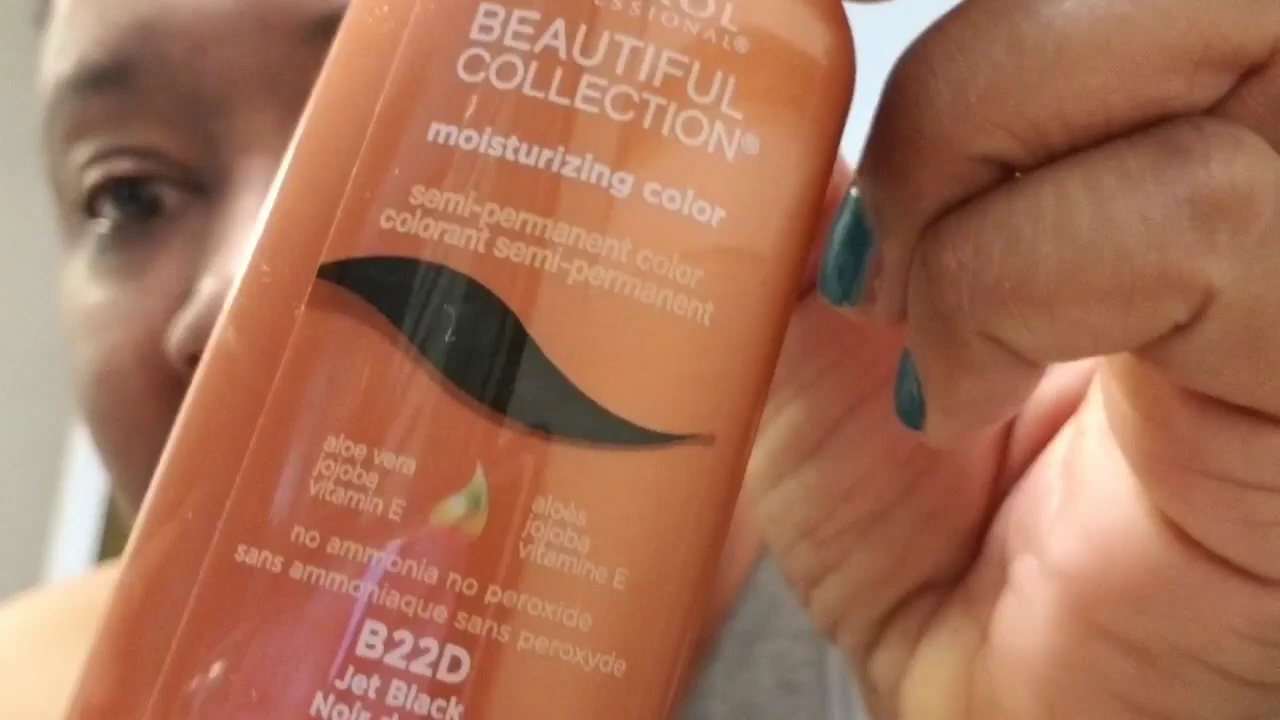 BEAUTIFUL
COLLECTION®
moisturizing color
semi-permanent color
colorant semi-permanent
aloe vera
jojoba
vitamin E
aloès
jojoba
vitamine E
no ammonia no peroxide
sans ammoniaque sans peroxyde
B22D
Jet Black
Noir